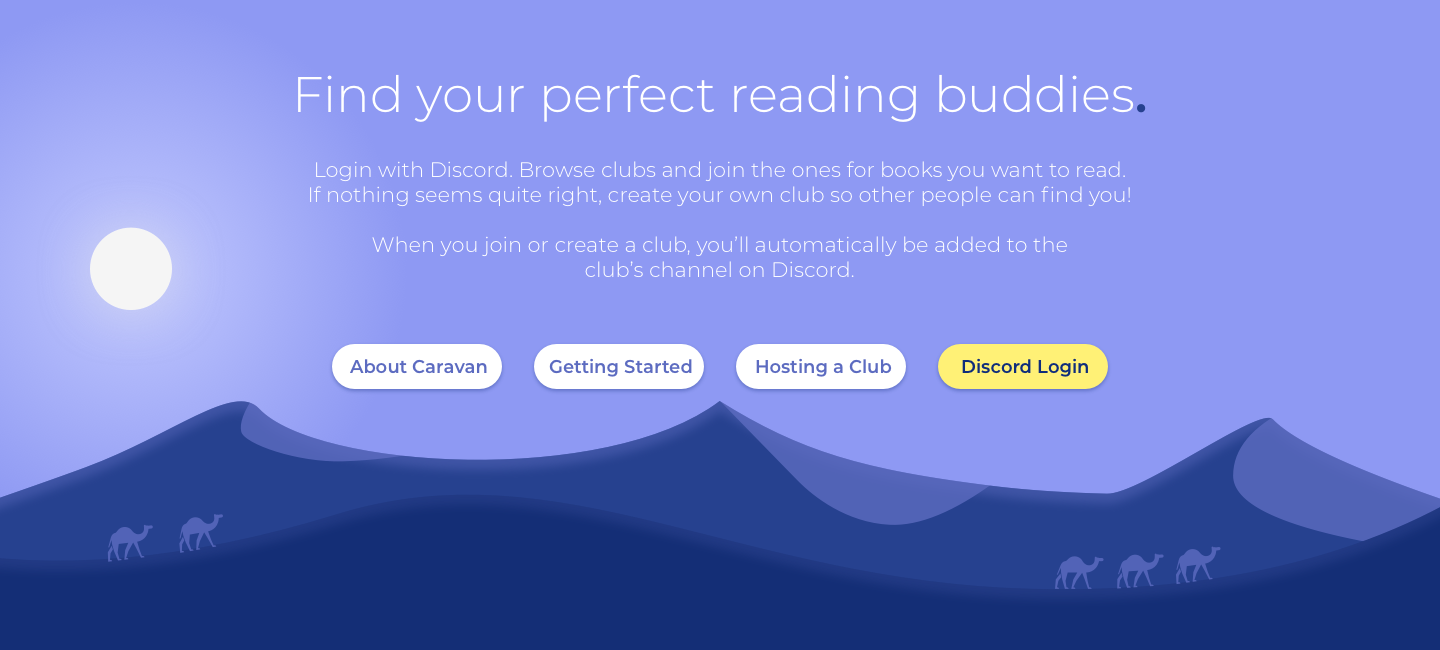 Find your perfect reading buddies.
Login with Discord. Browse clubs and join the ones for books you want to read.
If nothing seems quite right, create your own club so other people can find you!
When you join or create a club, you’ll automatically be added to the
club’s channel on Discord.
About Caravan
Getting Started
Hosting a Club
Discord Login